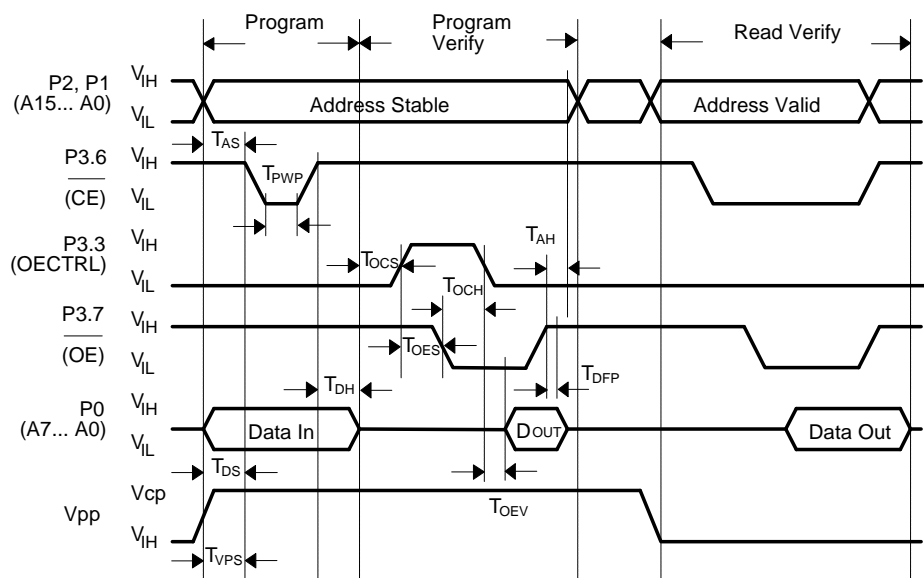 Program
Program
Verify
Read Verify
P2, P1
(A15... A0)
VIH
VIL
Address Stable
Address Valid
TAS
P3.6
(CE)
VIH
VIL
TPWP
P3.3
(OECTRL)
VIH
VIL
TOCS
TAH
TOCH
P3.7
(OE)
VIH
VIL
TOES
TDFP
TDH
P0
(A7... A0)
VIH
VIL
Data In
DOUT
Data Out
TDS
Vpp
Vcp
VIH
TOEV
TVPS